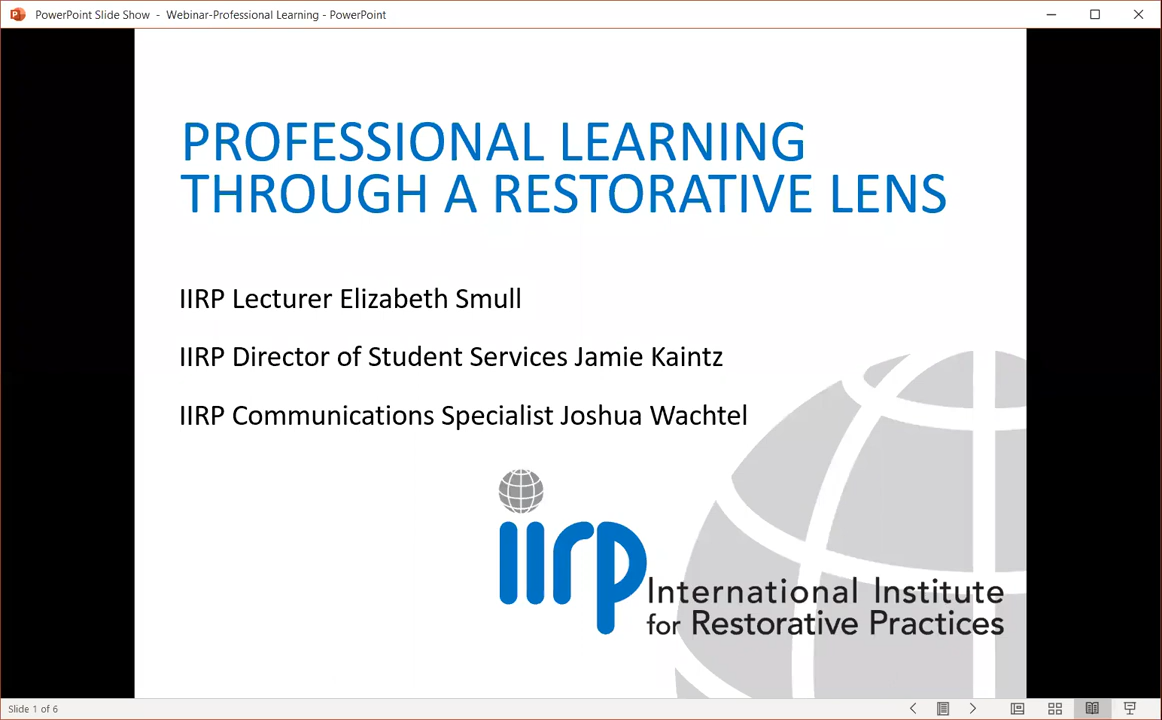 PowerPoint Slide Show - Webinar-Professional Learning - PowerPoint
PROFESSIONAL LEARNING
THROUGH A RESTORATIVE LENS
IIRP Lecturer Elizabeth Smull
IIRP Director of Student Services Jamie Kaintz
IIRP Communications Specialist Joshua Wachtel
iirp
International Institute
for Restorative Practices
Slide 1 of 6